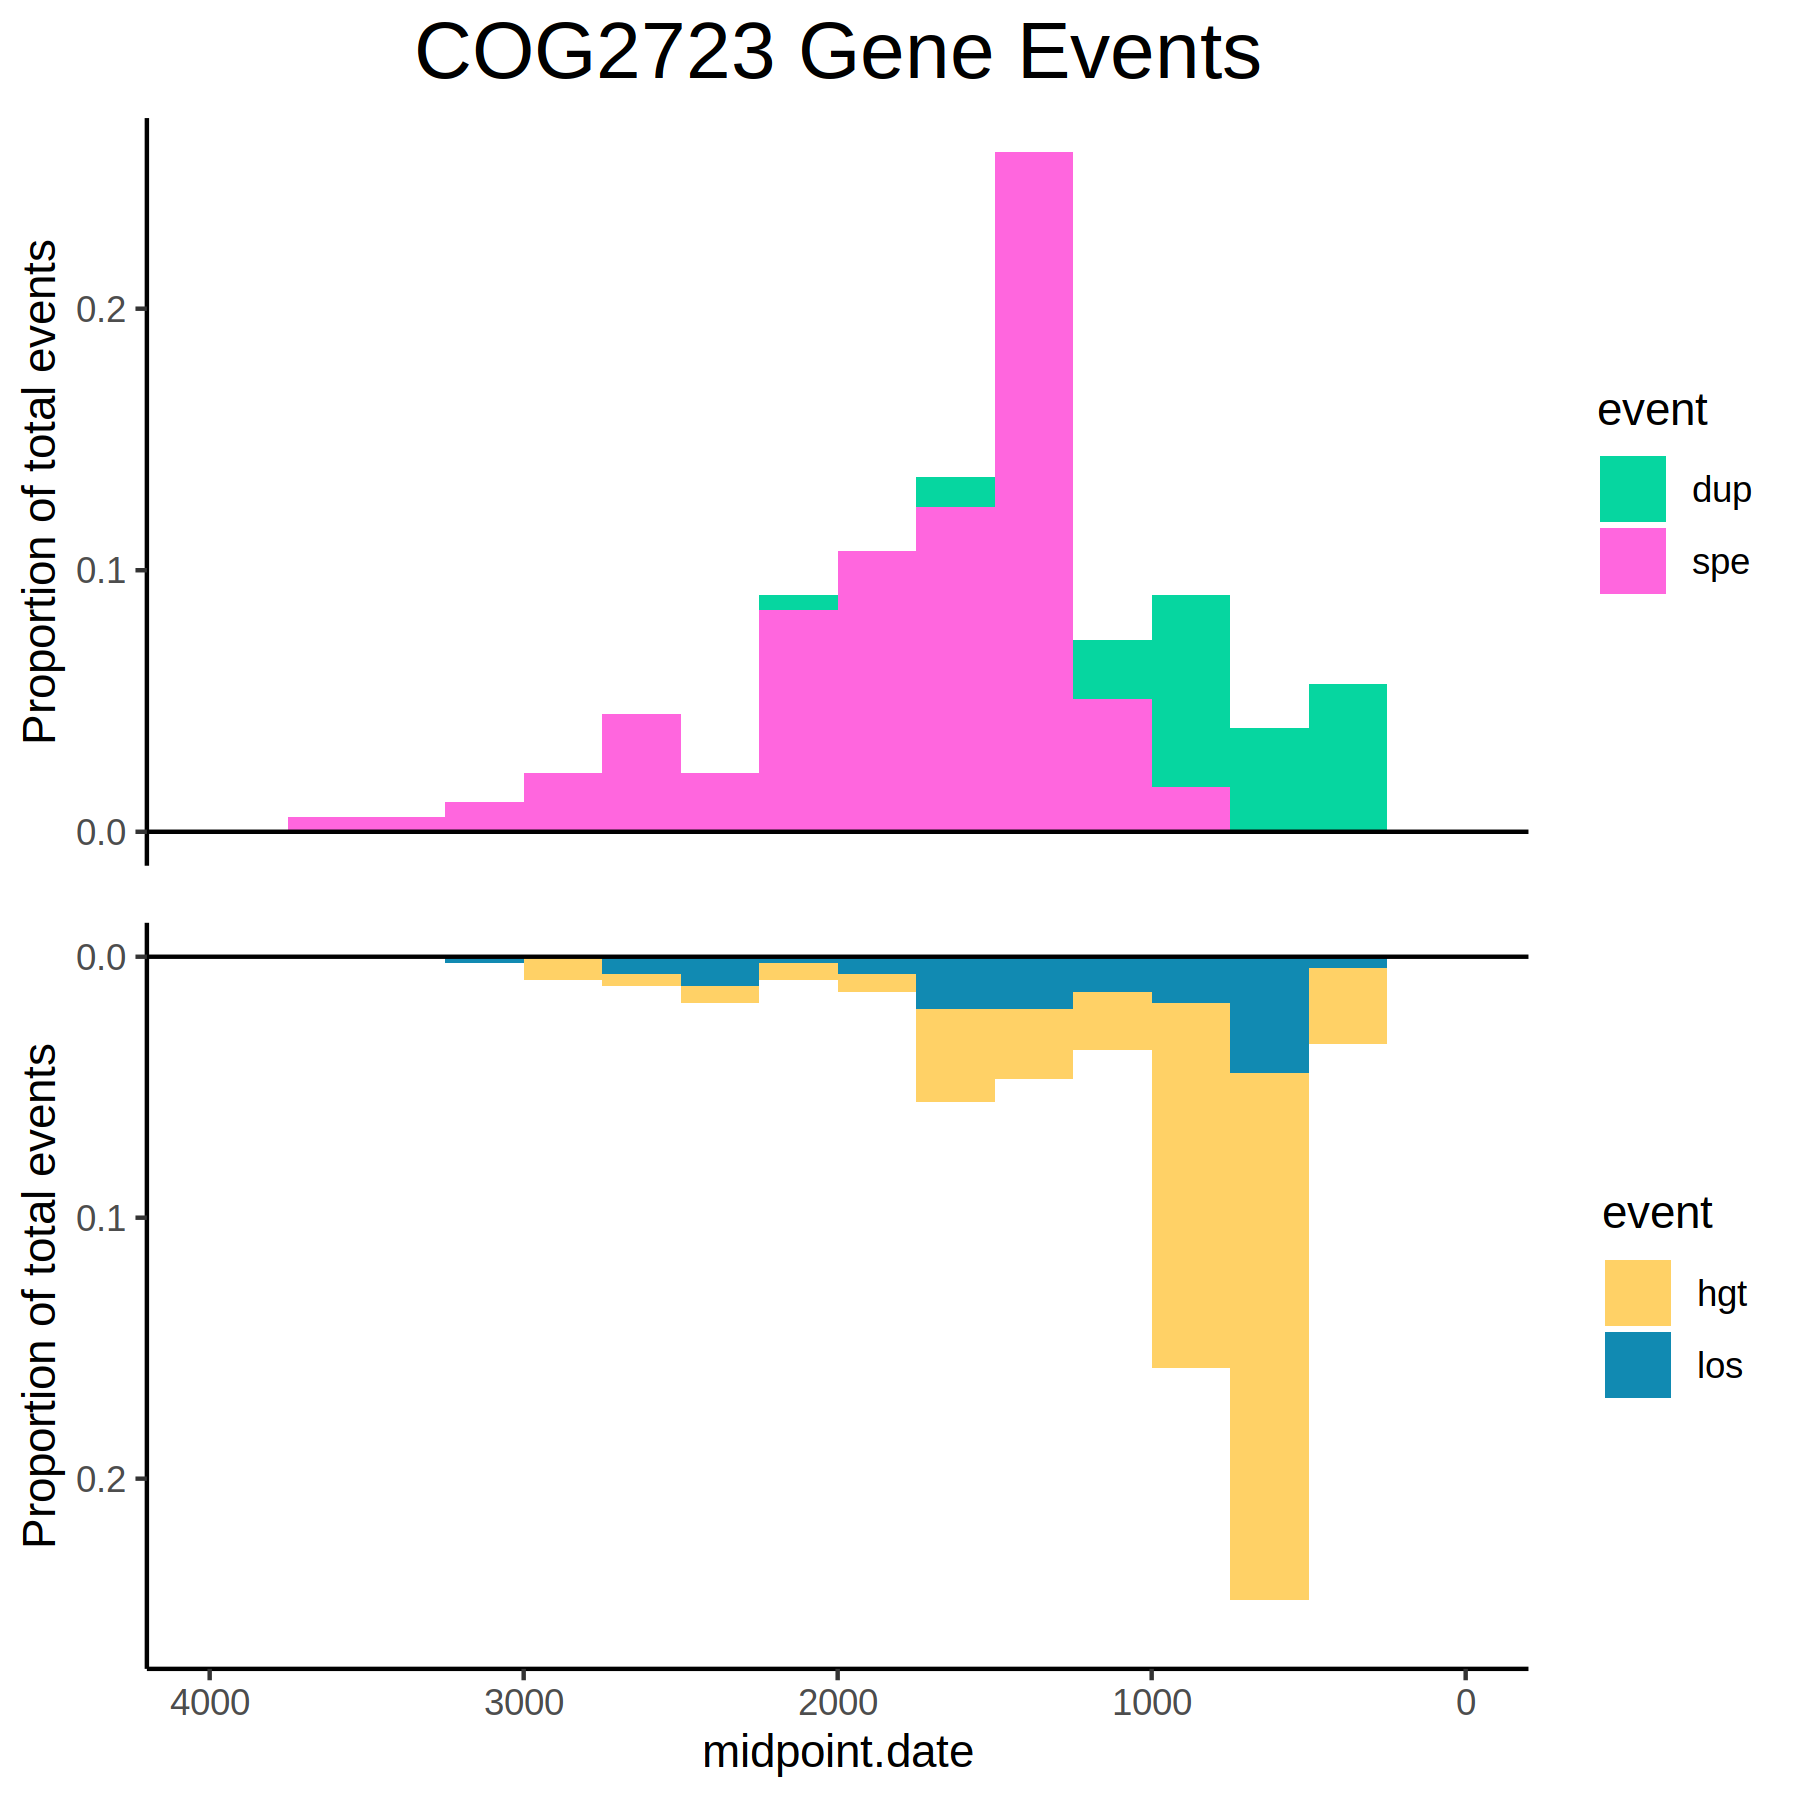 COG2723 Gene Events
Proportion of total events
0.2
0.1
0.0
event
dup
spe
Proportion of total events
0.0
0.1
0.2
event
hgt
los
4000 3000 2000 1000 0
midpoint.date